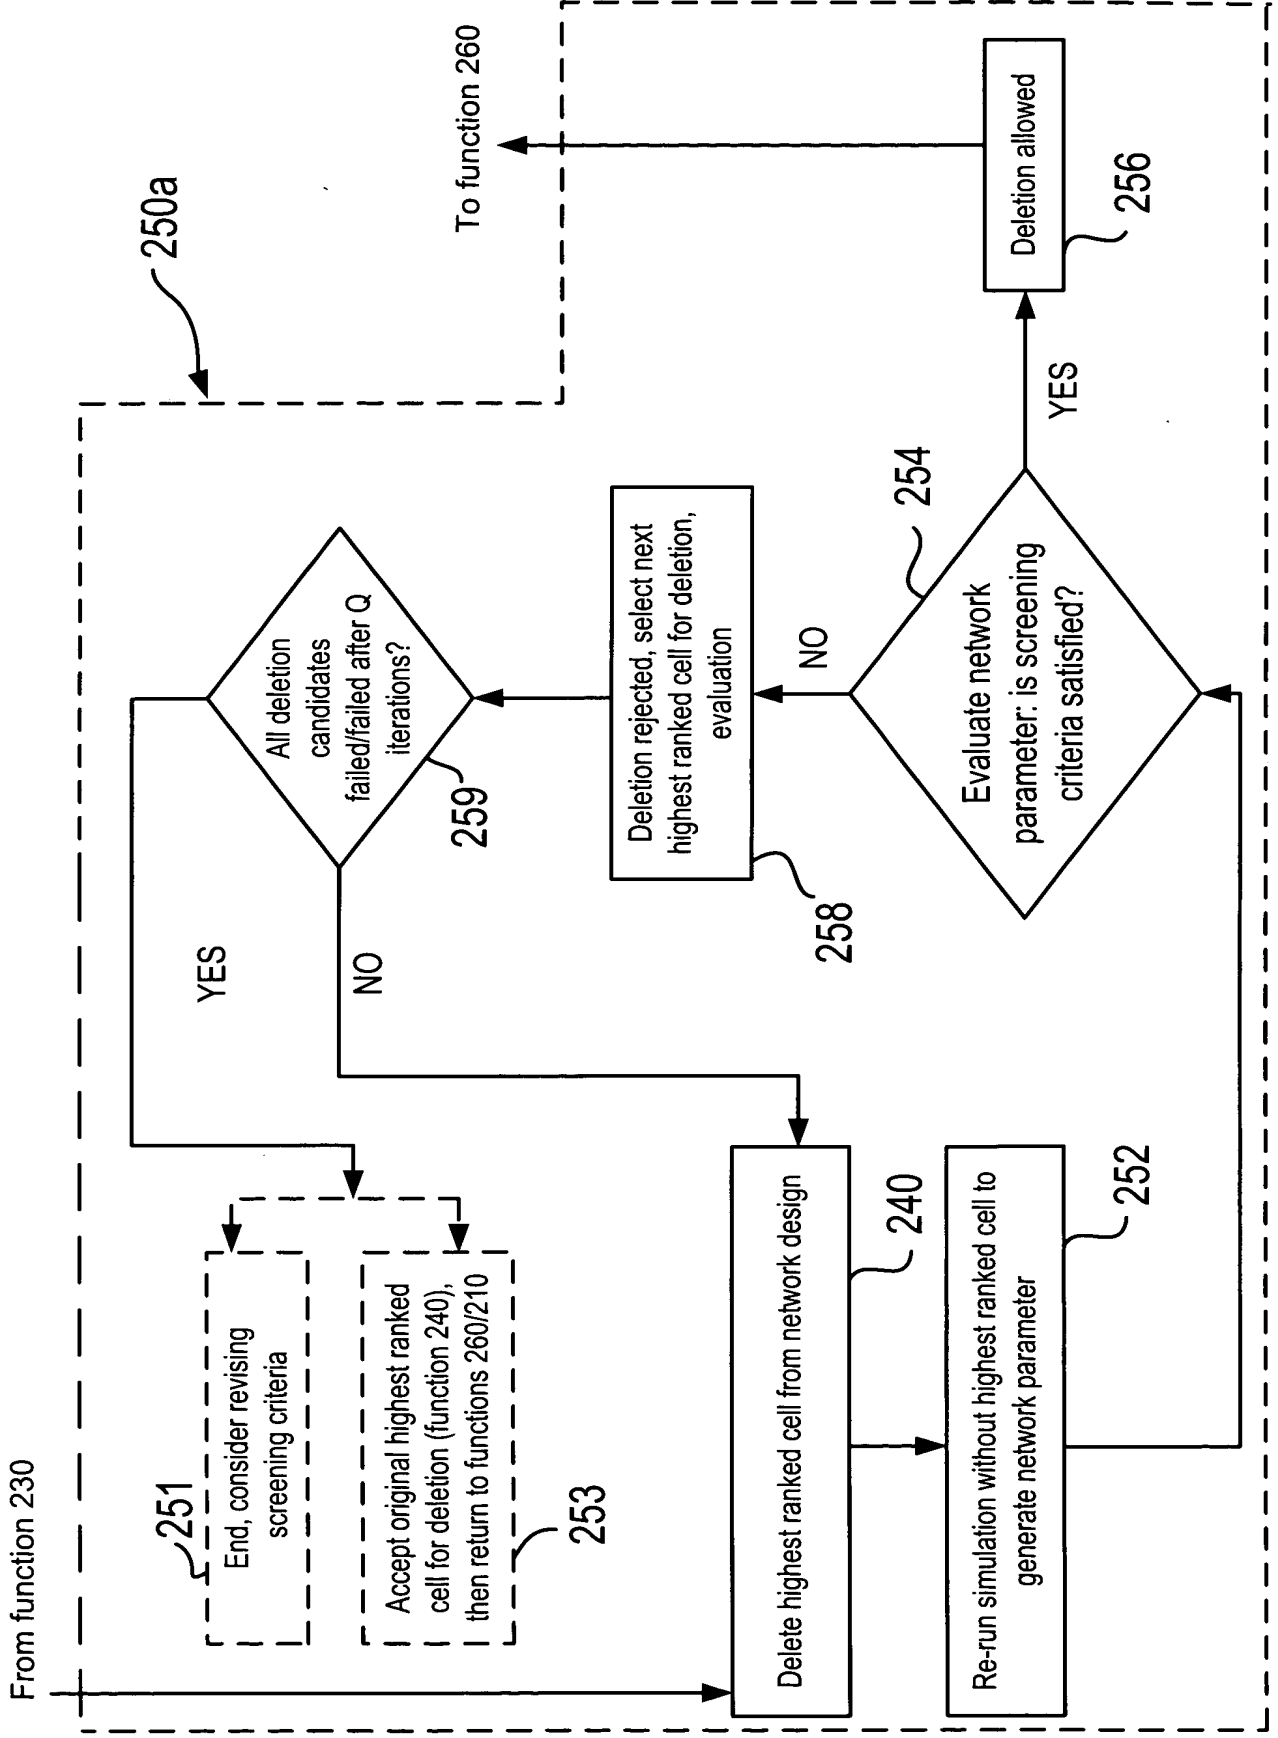 From function 230
250a
To function 260
251
End, consider revising
screening criteria
Accept original highest ranked
cell for deletion (function 240),
then return to functions 260/210
253
YES
NO
All deletion
candidates
failed/failed after Q
iterations?
259
Deletion rejected, select next
highest ranked cell for deletion,
evaluation
258
NO
Delete highest ranked cell from network design
240
Re-run simulation without highest ranked cell to
generate network parameter
252
Evaluate network
parameter: is screening
criteria satisfied?
254
YES
Deletion allowed
256